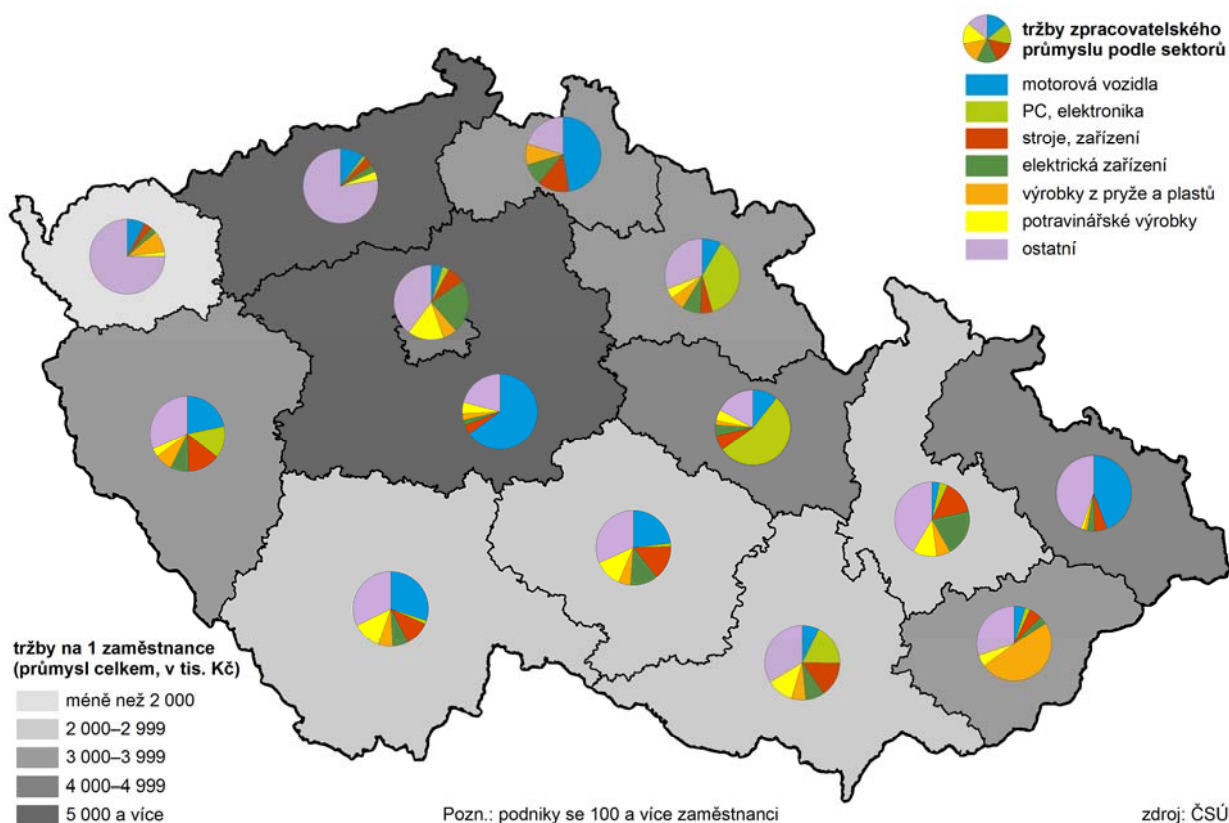 tržby zpracovatelského
průmyslu podle sektorů
motorová vozidla
PC, elektronika
stroje, zařízení
elektrická zařízení
výrobky z pryže a plastů
potravinářské výrobky
ostatní
tržby na 1 zaměstnance
(průmysl celkem, v tis. Kč)
méně než 2 000
2 000–2 999
3 000–3 999
4 000–4 999
5 000 a více
Pozn.: podniky se 100 a více zaměstnanci
zdroj: ČSÚ